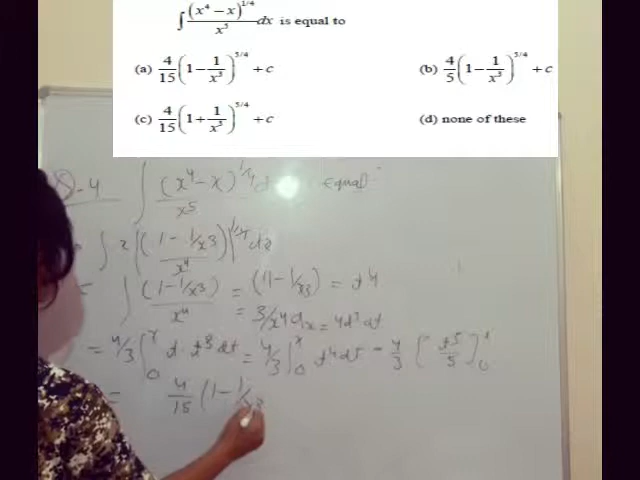 ∫ (x⁴ − x)^1/4 / x⁵ dx is equal to
(a) 4/15 (1 − 1/x³)^5/4 + c
(b) 4/5 (1 − 1/x³)^5/4 + c
(c) 4/15 (1 + 1/x³)^5/4 + c
(d) none of these
Q-4 ∫ (x⁴ − x)^1/4 / x⁵ equal
∫ x (1 − 1/x3)^1/4 / x⁴ dx
= ∫ (1 − 1/x3) / x⁴ = (1 − 1/x3) = t⁴
= 3/x⁴ dx = 4t³ dt
= 4/3 ∫ t · t³ dt = 4/3 ∫ t⁴ dt = 4/3 [t⁵/5]
= 4/15 (1 − 1/